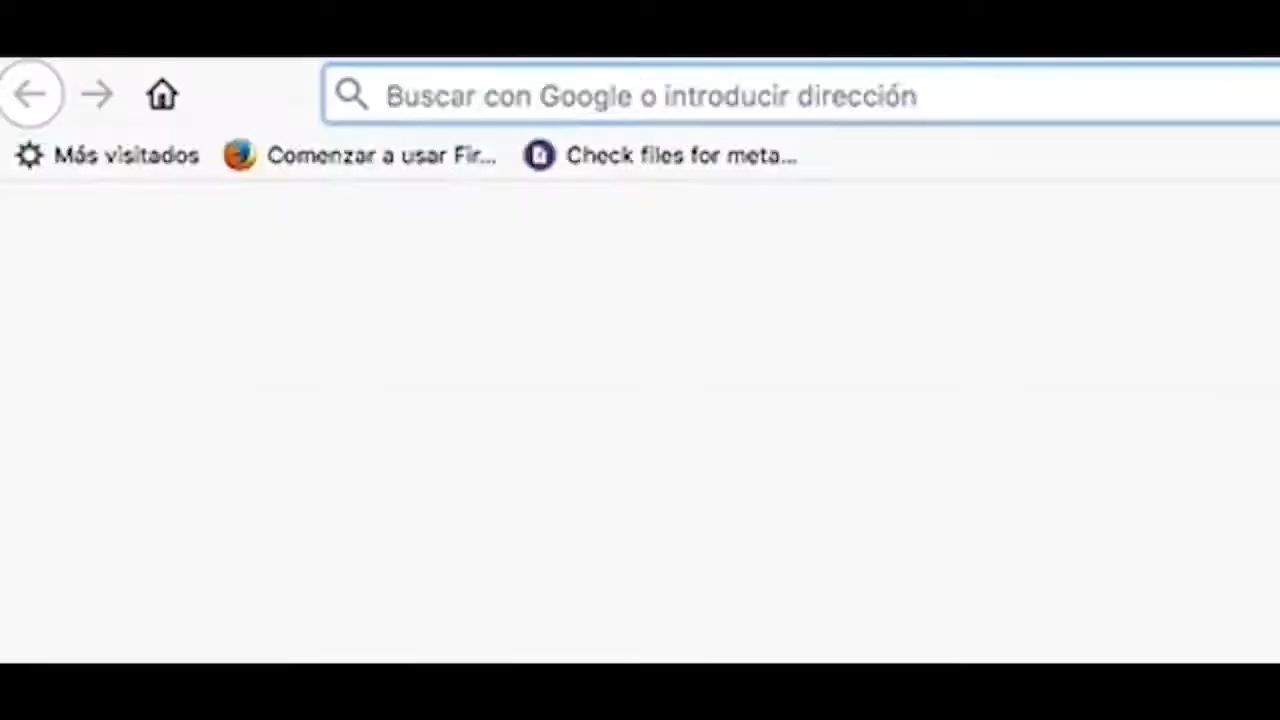 Buscar con Google o introducir dirección
Más visitados Comenzar a usar Fir... Check files for meta...